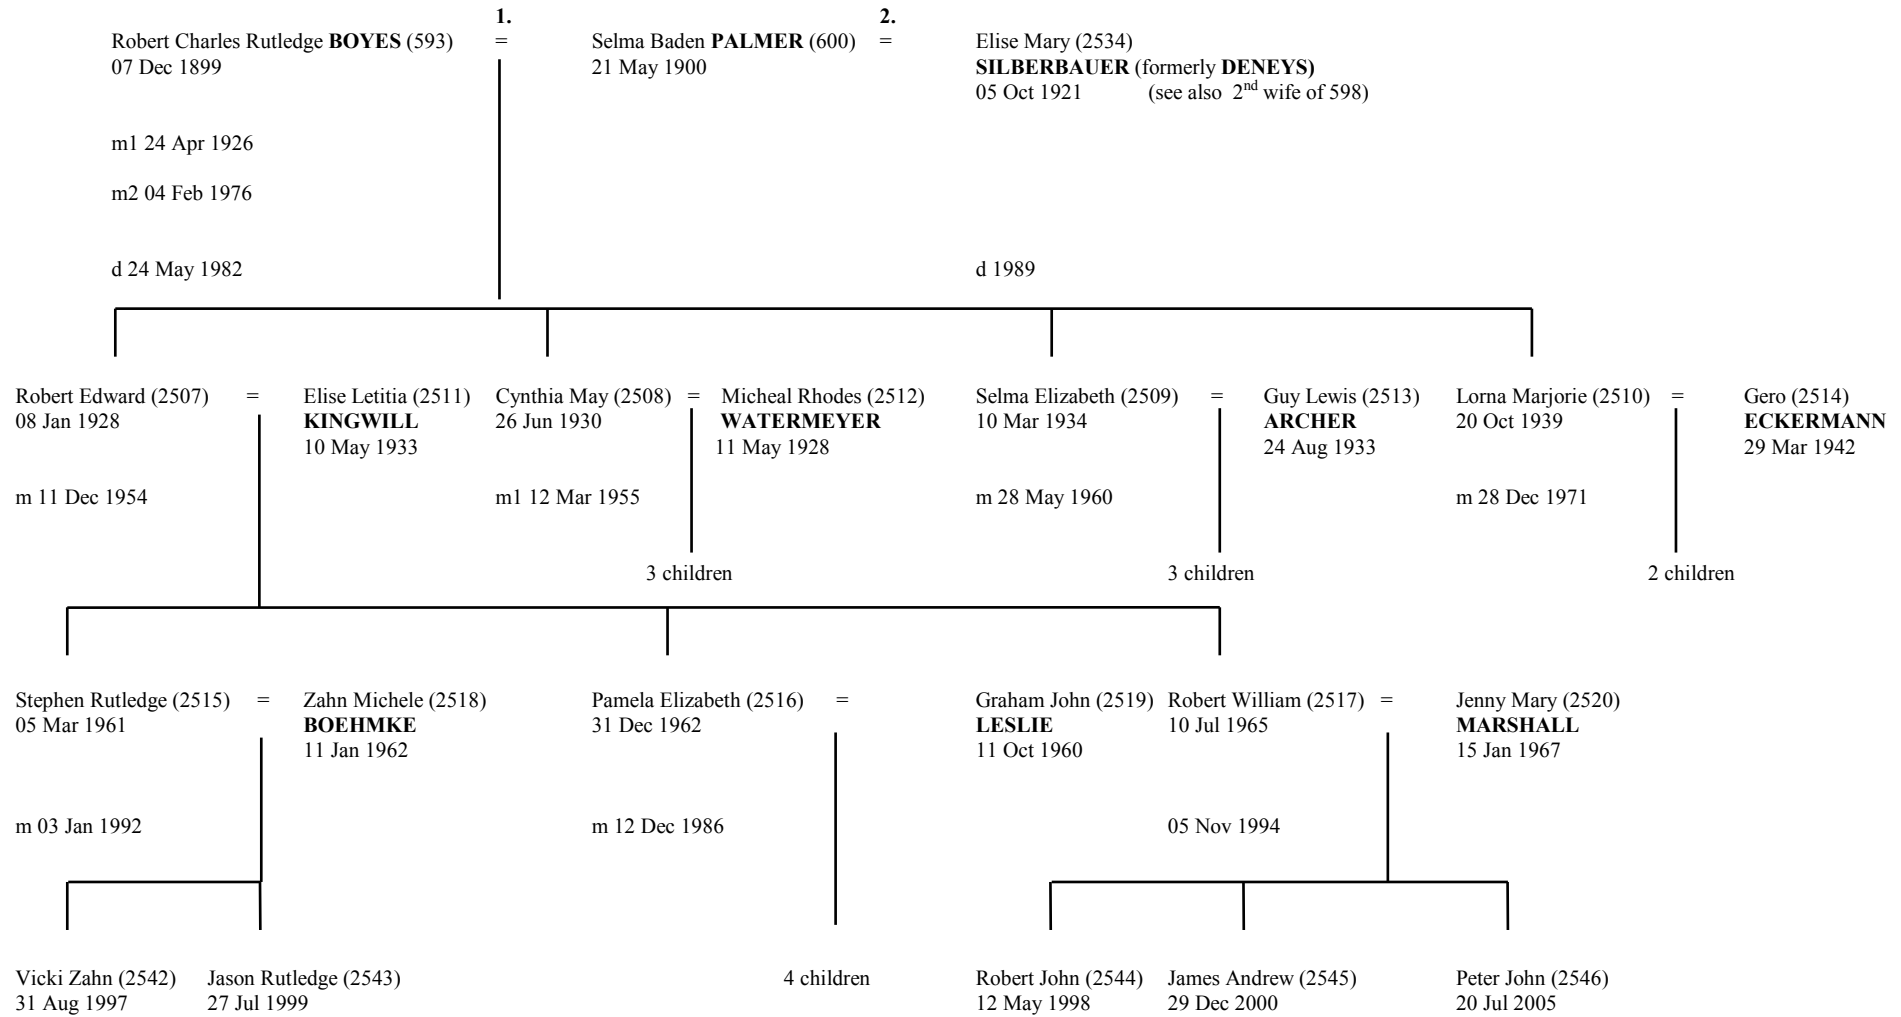 1. 2.
Robert Charles Rutledge BOYES (593) = Selma Baden PALMER (600) = Elise Mary (2534)
07 Dec 1899 21 May 1900 SILBERBAUER (formerly DENEYS)
05 Oct 1921 (see also 2nd wife of 598)
m1 24 Apr 1926
m2 04 Feb 1976
d 24 May 1982 d 1989
Robert Edward (2507) = Elise Letitia (2511) Cynthia May (2508) = Micheal Rhodes (2512) Selma Elizabeth (2509) = Guy Lewis (2513) Lorna Marjorie (2510) = Gero (2514)
08 Jan 1928 KINGWILL 26 Jun 1930 WATERMEYER 10 Mar 1934 ARCHER 20 Oct 1939 ECKERMANN
10 May 1933 11 May 1928 24 Aug 1933 29 Mar 1942
m 11 Dec 1954 m1 12 Mar 1955 m 28 May 1960 m 28 Dec 1971
3 children 3 children 2 children
Stephen Rutledge (2515) = Zahn Michele (2518) Pamela Elizabeth (2516) = Graham John (2519) Robert William (2517) = Jenny Mary (2520)
05 Mar 1961 BOEHMKE 31 Dec 1962 LESLIE 10 Jul 1965 MARSHALL
11 Jan 1962 11 Oct 1960 15 Jan 1967
m 03 Jan 1992 m 12 Dec 1986 05 Nov 1994
Vicki Zahn (2542) Jason Rutledge (2543) 4 children Robert John (2544) James Andrew (2545) Peter John (2546)
31 Aug 1997 27 Jul 1999 12 May 1998 29 Dec 2000 20 Jul 2005